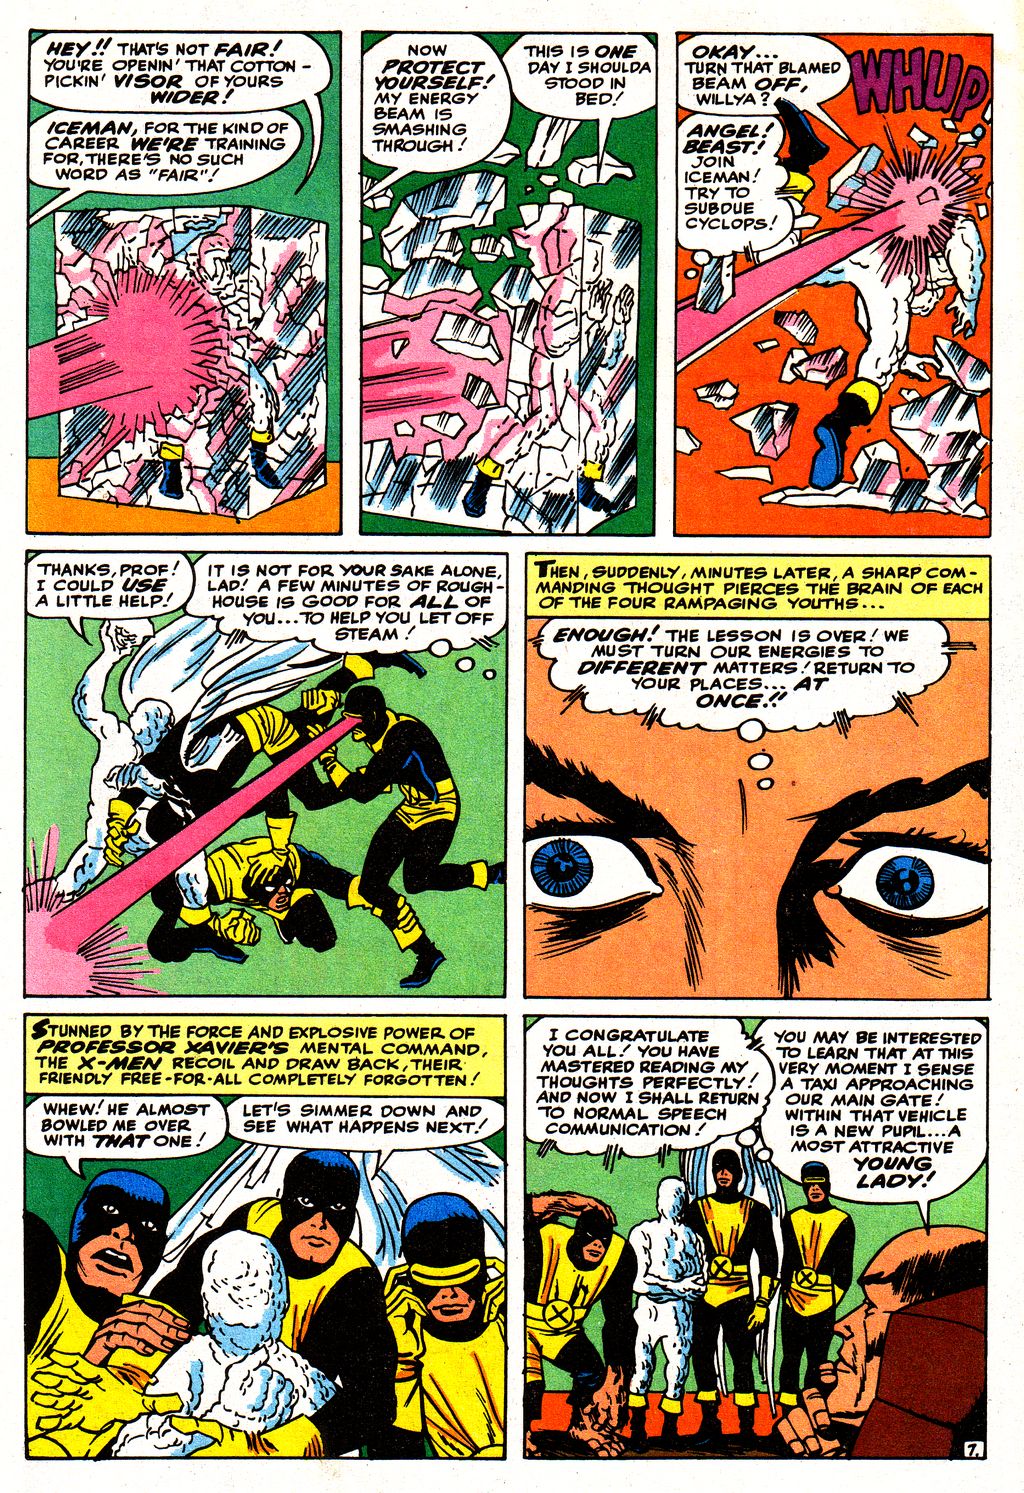 HEY!! THAT'S NOT FAIR!
YOU'RE OPENIN' THAT COTTON-
PICKIN' VISOR OF YOURS
WIDER!
ICEMAN, FOR THE KIND OF
CAREER WE'RE TRAINING
FOR, THERE'S NO SUCH
WORD AS "FAIR"!
NOW
PROTECT
YOURSELF!
MY ENERGY
BEAM IS
SMASHING
THROUGH!
THIS IS ONE
DAY I SHOULDA
STOOD IN
BED!
OKAY...
TURN THAT BLAMED
BEAM OFF,
WILLYA?
WHUP
ANGEL!
BEAST!
JOIN
ICEMAN!
TRY TO
SUBDUE
CYCLOPS!
THANKS, PROF!
I COULD USE
A LITTLE HELP!
IT IS NOT FOR YOUR SAKE ALONE,
LAD! A FEW MINUTES OF ROUGH-
HOUSE IS GOOD FOR ALL OF
YOU...TO HELP YOU LET OFF
STEAM!
THEN, SUDDENLY, MINUTES LATER, A SHARP COM-
MANDING THOUGHT PIERCES THE BRAIN OF EACH
OF THE FOUR RAMPAGING YOUTHS...
ENOUGH! THE LESSON IS OVER! WE
MUST TURN OUR ENERGIES TO
DIFFERENT MATTERS! RETURN TO
YOUR PLACES... AT
ONCE!!
STUNNED BY THE FORCE AND EXPLOSIVE POWER OF
PROFESSOR XAVIER'S MENTAL COMMAND,
THE X-MEN RECOIL AND DRAW BACK, THEIR
FRIENDLY FREE-FOR-ALL COMPLETELY FORGOTTEN!
WHEW! HE ALMOST
BOWLED ME OVER
WITH THAT ONE!
LET'S SIMMER DOWN AND
SEE WHAT HAPPENS NEXT!
I CONGRATULATE
YOU ALL! YOU HAVE
MASTERED READING MY
THOUGHTS PERFECTLY!
AND NOW I SHALL RETURN
TO NORMAL SPEECH
COMMUNICATION!
YOU MAY BE INTERESTED
TO LEARN THAT AT THIS
VERY MOMENT I SENSE
A TAXI APPROACHING
OUR MAIN GATE!
WITHIN THAT VEHICLE
IS A NEW PUPIL...A
MOST ATTRACTIVE
YOUNG
LADY!
X
X
X
7.